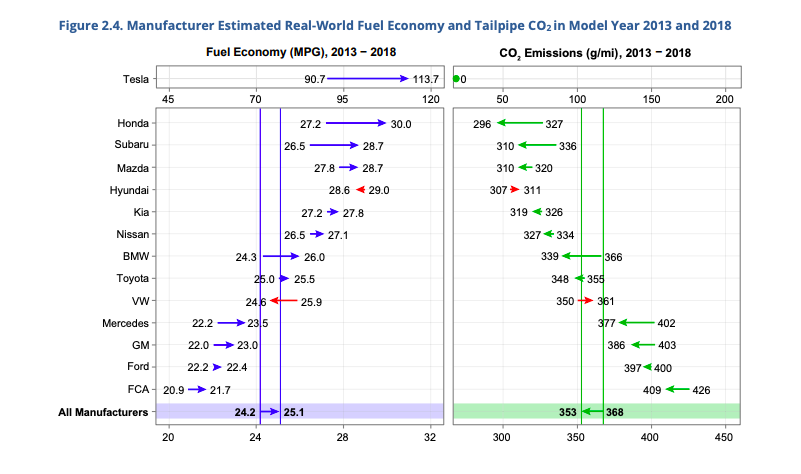 Figure 2.4. Manufacturer Estimated Real-World Fuel Economy and Tailpipe CO₂ in Model Year 2013 and 2018
Fuel Economy (MPG), 2013 − 2018 CO₂ Emissions (g/mi), 2013 − 2018
Tesla 90.7 113.7 0
45 70 95 120 50 100 150 200
Honda 27.2 30.0 296 327
Subaru 26.5 28.7 310 336
Mazda 27.8 28.7 310 320
Hyundai 28.6 29.0 307 311
Kia 27.2 27.8 319 326
Nissan 26.5 27.1 327 334
BMW 24.3 26.0 339 366
Toyota 25.0 25.5 348 355
VW 24.6 25.9 350 361
Mercedes 22.2 23.5 377 402
GM 22.0 23.0 386 403
Ford 22.2 22.4 397 400
FCA 20.9 21.7 409 426
All Manufacturers 24.2 25.1 353 368
20 24 28 32 300 350 400 450